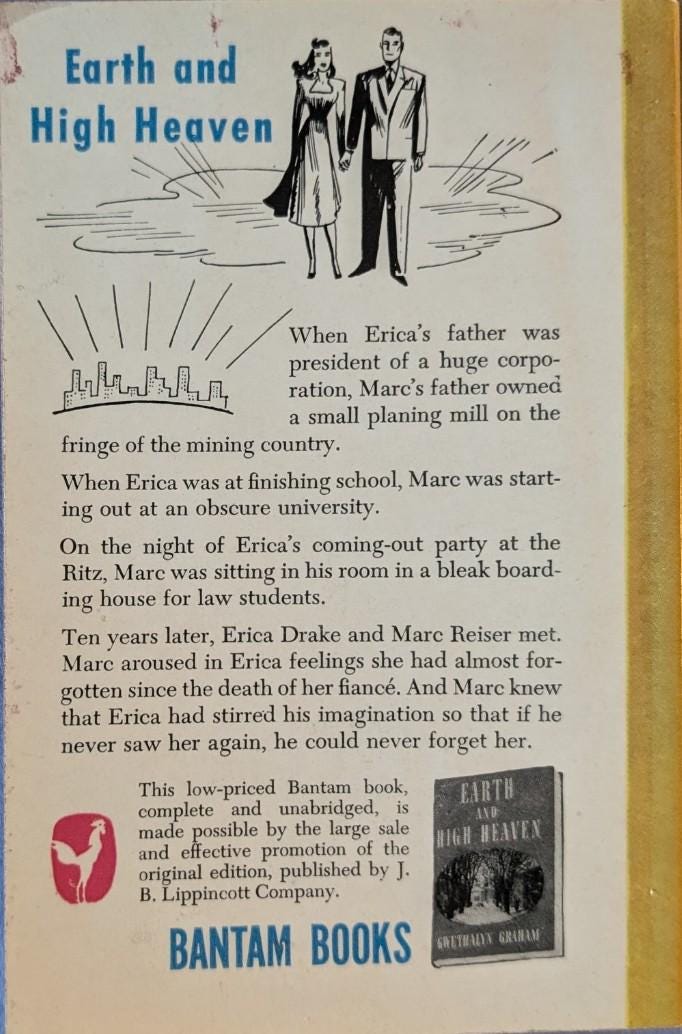 Earth and
High Heaven
When Erica's father was
president of a huge corpo-
ration, Marc's father owned
a small planing mill on the
fringe of the mining country.
When Erica was at finishing school, Marc was start-
ing out at an obscure university.
On the night of Erica's coming-out party at the
Ritz, Marc was sitting in his room in a bleak board-
ing house for law students.
Ten years later, Erica Drake and Marc Reiser met.
Marc aroused in Erica feelings she had almost for-
gotten since the death of her fiancé. And Marc knew
that Erica had stirred his imagination so that if he
never saw her again, he could never forget her.
This low-priced Bantam book,
complete and unabridged, is
made possible by the large sale
and effective promotion of the
original edition, published by J.
B. Lippincott Company.
EARTH
AND
HIGH HEAVEN
GWETHALYN GRAHAM
BANTAM BOOKS